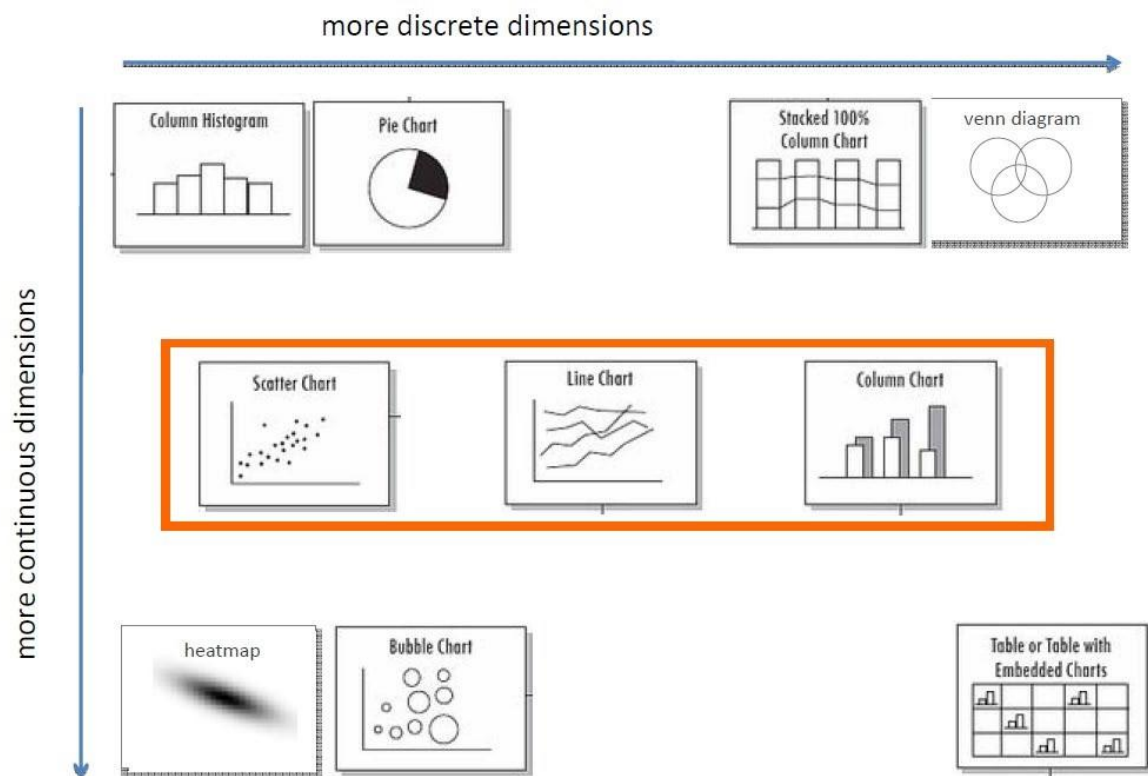 more discrete dimensions
Column Histogram
Pie Chart
Stacked 100%
Column Chart
venn diagram
more continuous dimensions
Scatter Chart
Line Chart
Column Chart
heatmap
Bubble Chart
Table or Table with
Embedded Charts